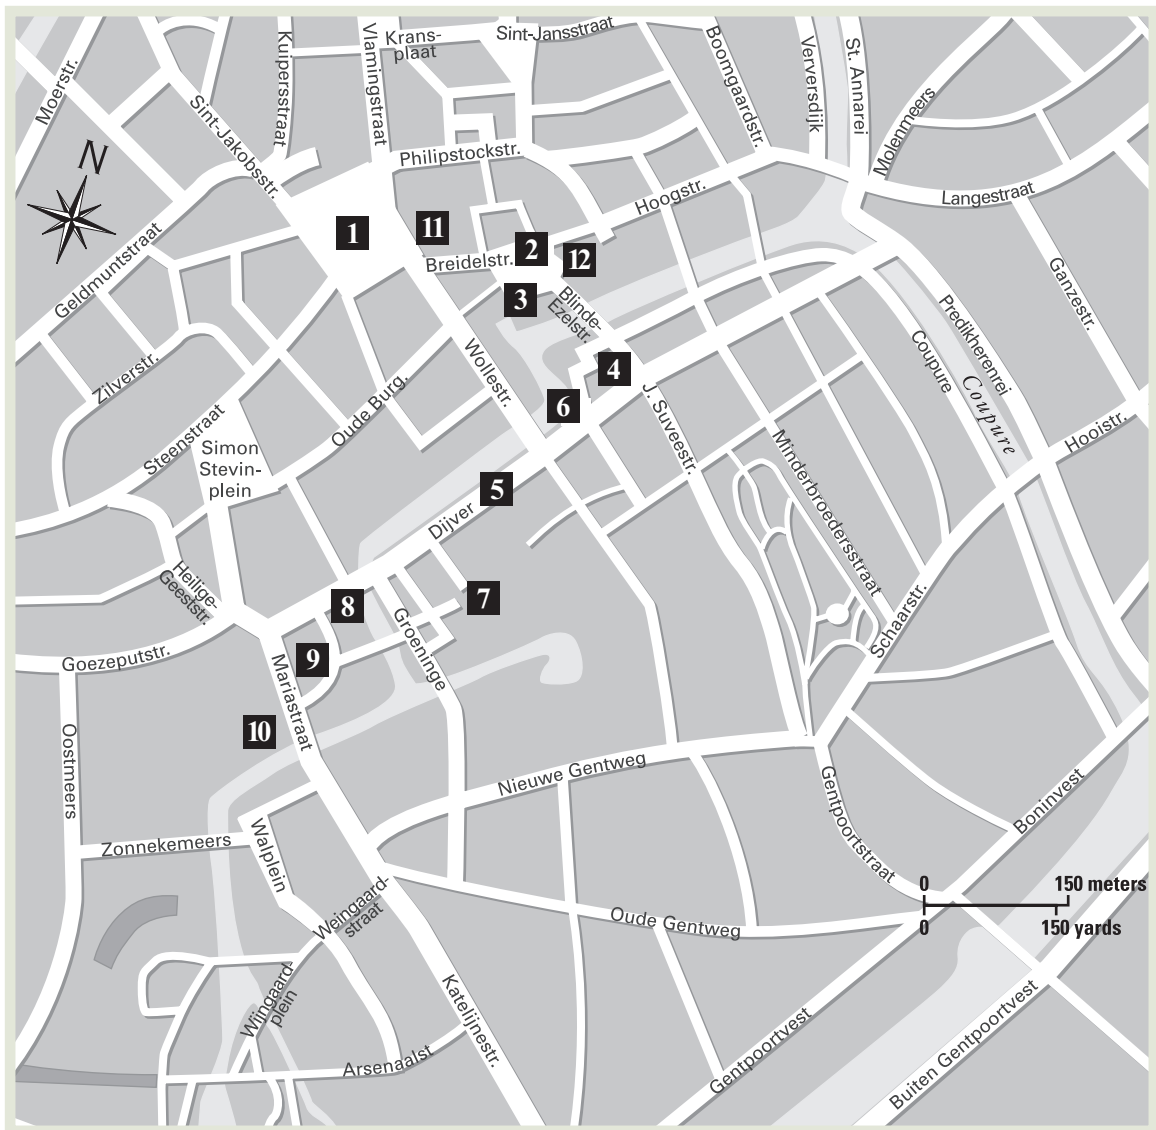 Moerstr.
Kuipersstraat
Vlamingstraat
Krans-
plaat
Sint-Jansstraat
Boomgaardstr.
Verversdijk
St. Annarei
Molenmeers
Sint-Jakobsstr.
N
Philipstockstr.
Hoogstr.
Langestraat
Geldmuntstraat
1
11
2
12
Breidelstr.
3
Blinde-
Ezelstr.
Ganzestr.
Predikherenrei
Coupure
Coupure
Zilverstr.
Wollestr.
4
6
J. Suveestr.
Oude Burg.
Steenstraat
Simon
Stevin-
plein
Hooistr.
Minderbroedersstraat
5
Dijver
Heilige-
Geeststr.
8
7
Groeninge
Schaarstr.
Goezeputstr.
9
Mariastraat
10
Oostmeers
Nieuwe Gentweg
Gentpoortstraat
Boninvest
Zonnekemeers
Walplein
Weingaard-
straat
Oude Gentweg
0 150 meters
0 150 yards
Wijngaard-
plein
Katelijnestr.
Arsenaalst
Gentpoortvest
Buiten Gentpoortvest